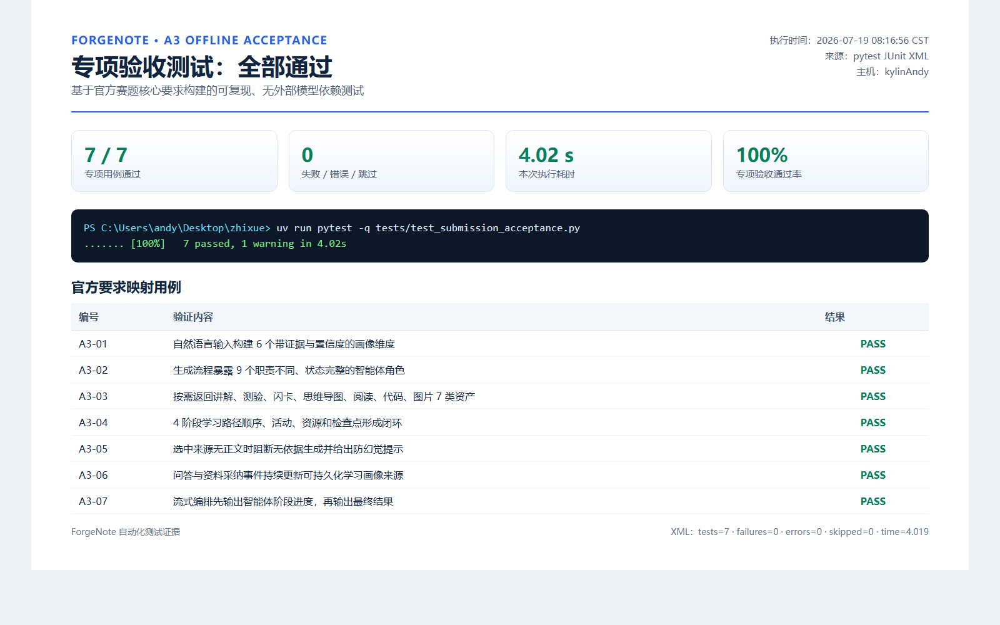 FORGENOTE • A3 OFFLINE ACCEPTANCE
专项验收测试：全部通过
基于官方赛题核心要求构建的可复现、无外部模型依赖测试
执行时间：2026-07-19 08:16:56 CST
来源：pytest JUnit XML
主机：kylinAndy
7 / 7
专项用例通过
0
失败 / 错误 / 跳过
4.02 s
本次执行耗时
100%
专项验收通过率
PS C:\Users\andy\Desktop\zhixue> uv run pytest -q tests/test_submission_acceptance.py
....... [100%]   7 passed, 1 warning in 4.02s
官方要求映射用例
编号 验证内容 结果
A3-01 自然语言输入构建 6 个带证据与置信度的画像维度 PASS
A3-02 生成流程暴露 9 个职责不同、状态完整的智能体角色 PASS
A3-03 按需返回讲解、测验、闪卡、思维导图、阅读、代码、图片 7 类资产 PASS
A3-04 4 阶段学习路径顺序、活动、资源和检查点形成闭环 PASS
A3-05 选中来源无正文时阻断无依据生成并给出防幻觉提示 PASS
A3-06 问答与资料采纳事件持续更新可持久化学习画像来源 PASS
A3-07 流式编排先输出智能体阶段进度，再输出最终结果 PASS
ForgeNote 自动化测试证据
XML：tests=7 · failures=0 · errors=0 · skipped=0 · time=4.019